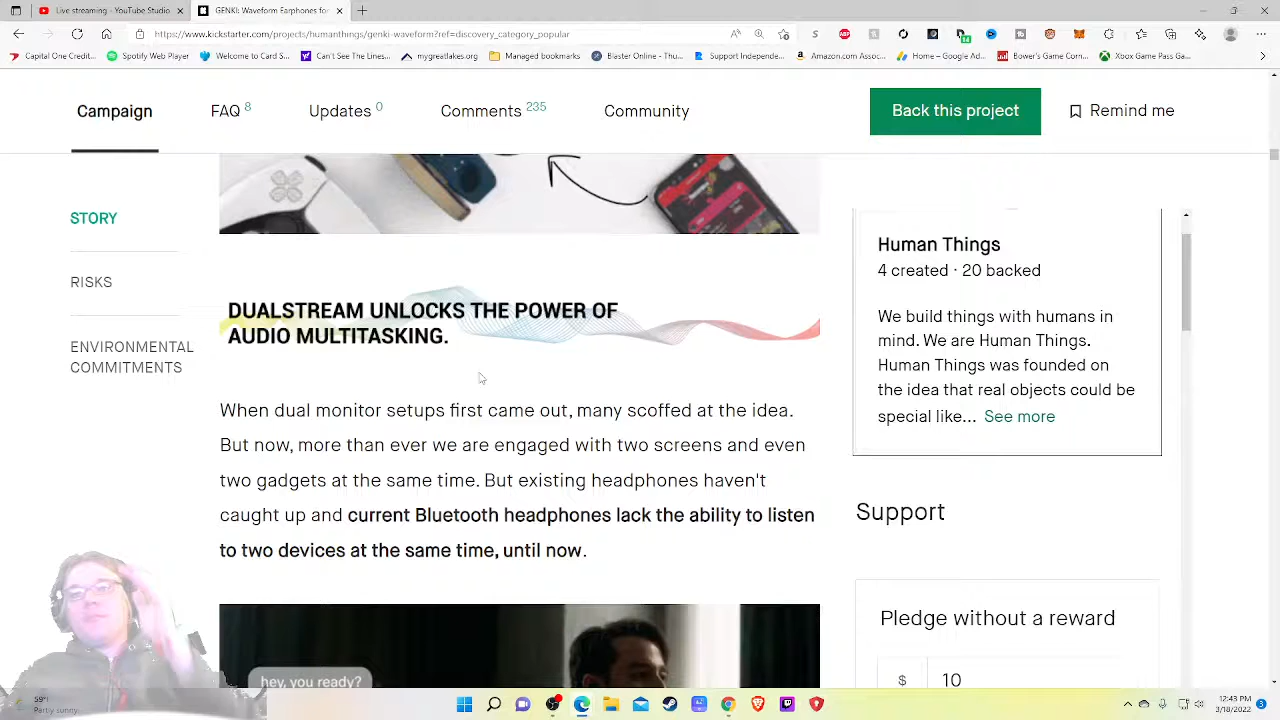 Live streaming - YouTube Studio
GENKI: Waveform Earphones for
https://www.kickstarter.com/projects/humanthings/genki-waveform?ref=discovery_category_popular
Capital One Credi...
Spotify Web Player
Welcome to Yahoo,...
Can't See The Lines...
mygreatlakes.org
Manage bookmarks
Blaster Online - Thu...
Support Independe...
Amazon.com Assoc...
Home – Google Ad...
Bover's Game Corn...
Xbox Game Pass
Campaign
FAQ 8
Updates 0
Comments 235
Community
Back this project
Remind me
STORY
RISKS
ENVIRONMENTAL
COMMITMENTS
DUALSTREAM UNLOCKS THE POWER OF
AUDIO MULTITASKING.
When dual monitor setups first came out, many scoffed at the idea.
But now, more than ever we are engaged with two screens and even
two gadgets at the same time. But existing headphones haven't
caught up and current Bluetooth headphones lack the ability to listen
to two devices at the same time, until now.
hey, you ready?
Human Things
4 created · 20 backed
We build things with humans in
mind. We are Human Things.
Human Things was founded on
the idea that real objects could be
special like... See more
Support
Pledge without a reward
$ 10
59°
Partly sunny
12:43 PM
3/18/2022